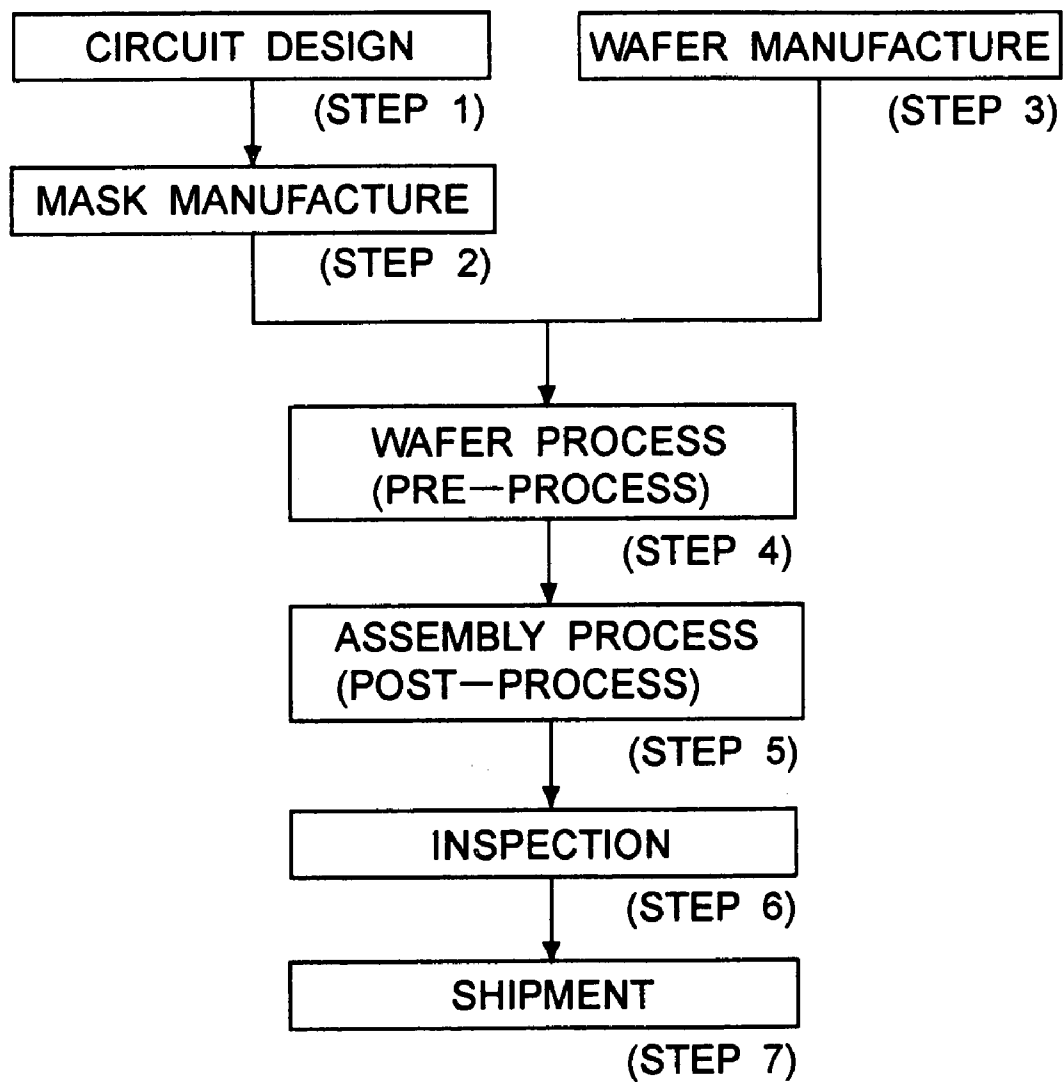 CIRCUIT DESIGN
(STEP 1)
MASK MANUFACTURE
(STEP 2)
WAFER MANUFACTURE
(STEP 3)
WAFER PROCESS
(PRE—PROCESS)
(STEP 4)
ASSEMBLY PROCESS
(POST—PROCESS)
(STEP 5)
INSPECTION
(STEP 6)
SHIPMENT
(STEP 7)